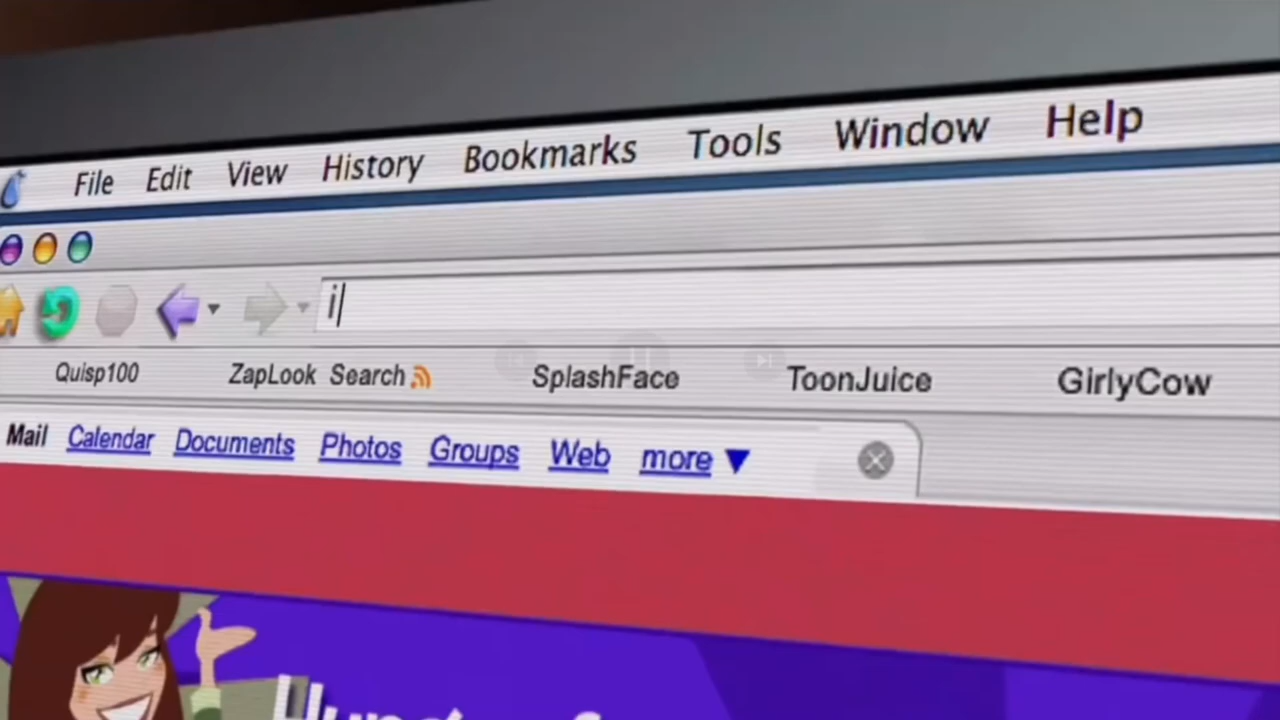 File Edit View History Bookmarks Tools Window Help
i
Quisp100 ZapLook Search SplashFace ToonJuice GirlyCow
Mail Calendar Documents Photos Groups Web more